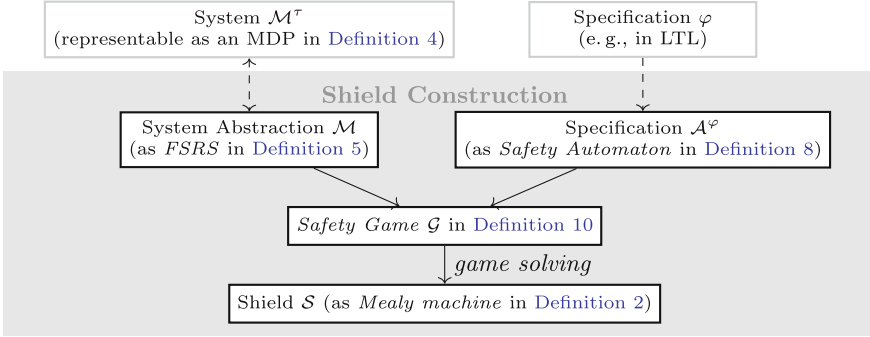 System 𝓜^τ
(representable as an MDP in Definition 4)
Specification φ
(e. g., in LTL)
Shield Construction
System Abstraction 𝓜
(as FSRS in Definition 5)
Specification 𝒜^φ
(as Safety Automaton in Definition 8)
Safety Game 𝒢 in Definition 10
game solving
Shield 𝒮 (as Mealy machine in Definition 2)